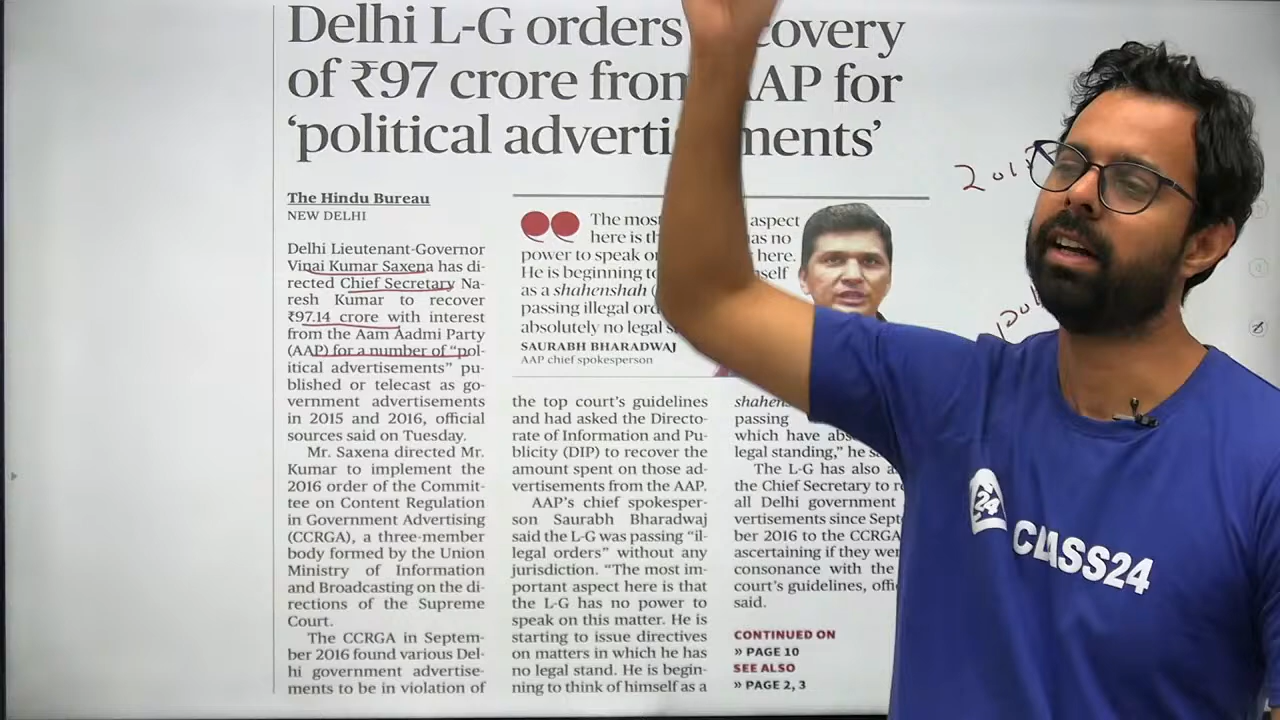 Delhi L-G orders covery
of ₹97 crore from AAP for
‘political adverti ments’
The Hindu Bureau
NEW DELHI
Delhi Lieutenant-Governor
Vinai Kumar Saxena has di-
rected Chief Secretary Na-
resh Kumar to recover
₹97.14 crore with interest
from the Aam Aadmi Party
(AAP) for a number of “pol-
itical advertisements” pu-
blished or telecast as go-
vernment advertisements
in 2015 and 2016, official
sources said on Tuesday.
Mr. Saxena directed Mr.
Kumar to implement the
2016 order of the Commit-
tee on Content Regulation
in Government Advertising
(CCRGA), a three-member
body formed by the Union
Ministry of Information
and Broadcasting on the di-
rections of the Supreme
Court.
The CCRGA in Septem-
ber 2016 found various Del-
hi government advertise-
ments to be in violation of
The most aspect
here is th as no
power to speak o here.
He is beginning to self
as a shahenshah (
passing illegal ord
absolutely no legal s
SAURABH BHARADWAJ
AAP chief spokesperson
the top court’s guidelines
and had asked the Directo-
rate of Information and Pu-
blicity (DIP) to recover the
amount spent on those ad-
vertisements from the AAP.
AAP’s chief spokesper-
son Saurabh Bharadwaj
said the L-G was passing “il-
legal orders” without any
jurisdiction. “The most im-
portant aspect here is that
the L-G has no power to
speak on this matter. He is
starting to issue directives
on matters in which he has
no legal stand. He is begin-
ning to think of himself as a
shahens
passing
which have abs
legal standing,” he sa
The L-G has also a
the Chief Secretary to re
all Delhi government
vertisements since Sept
ber 2016 to the CCRGA
ascertaining if they wer
consonance with the
court’s guidelines, offi
said.
CONTINUED ON
» PAGE 10
SEE ALSO
» PAGE 2, 3
201
24
CLASS24